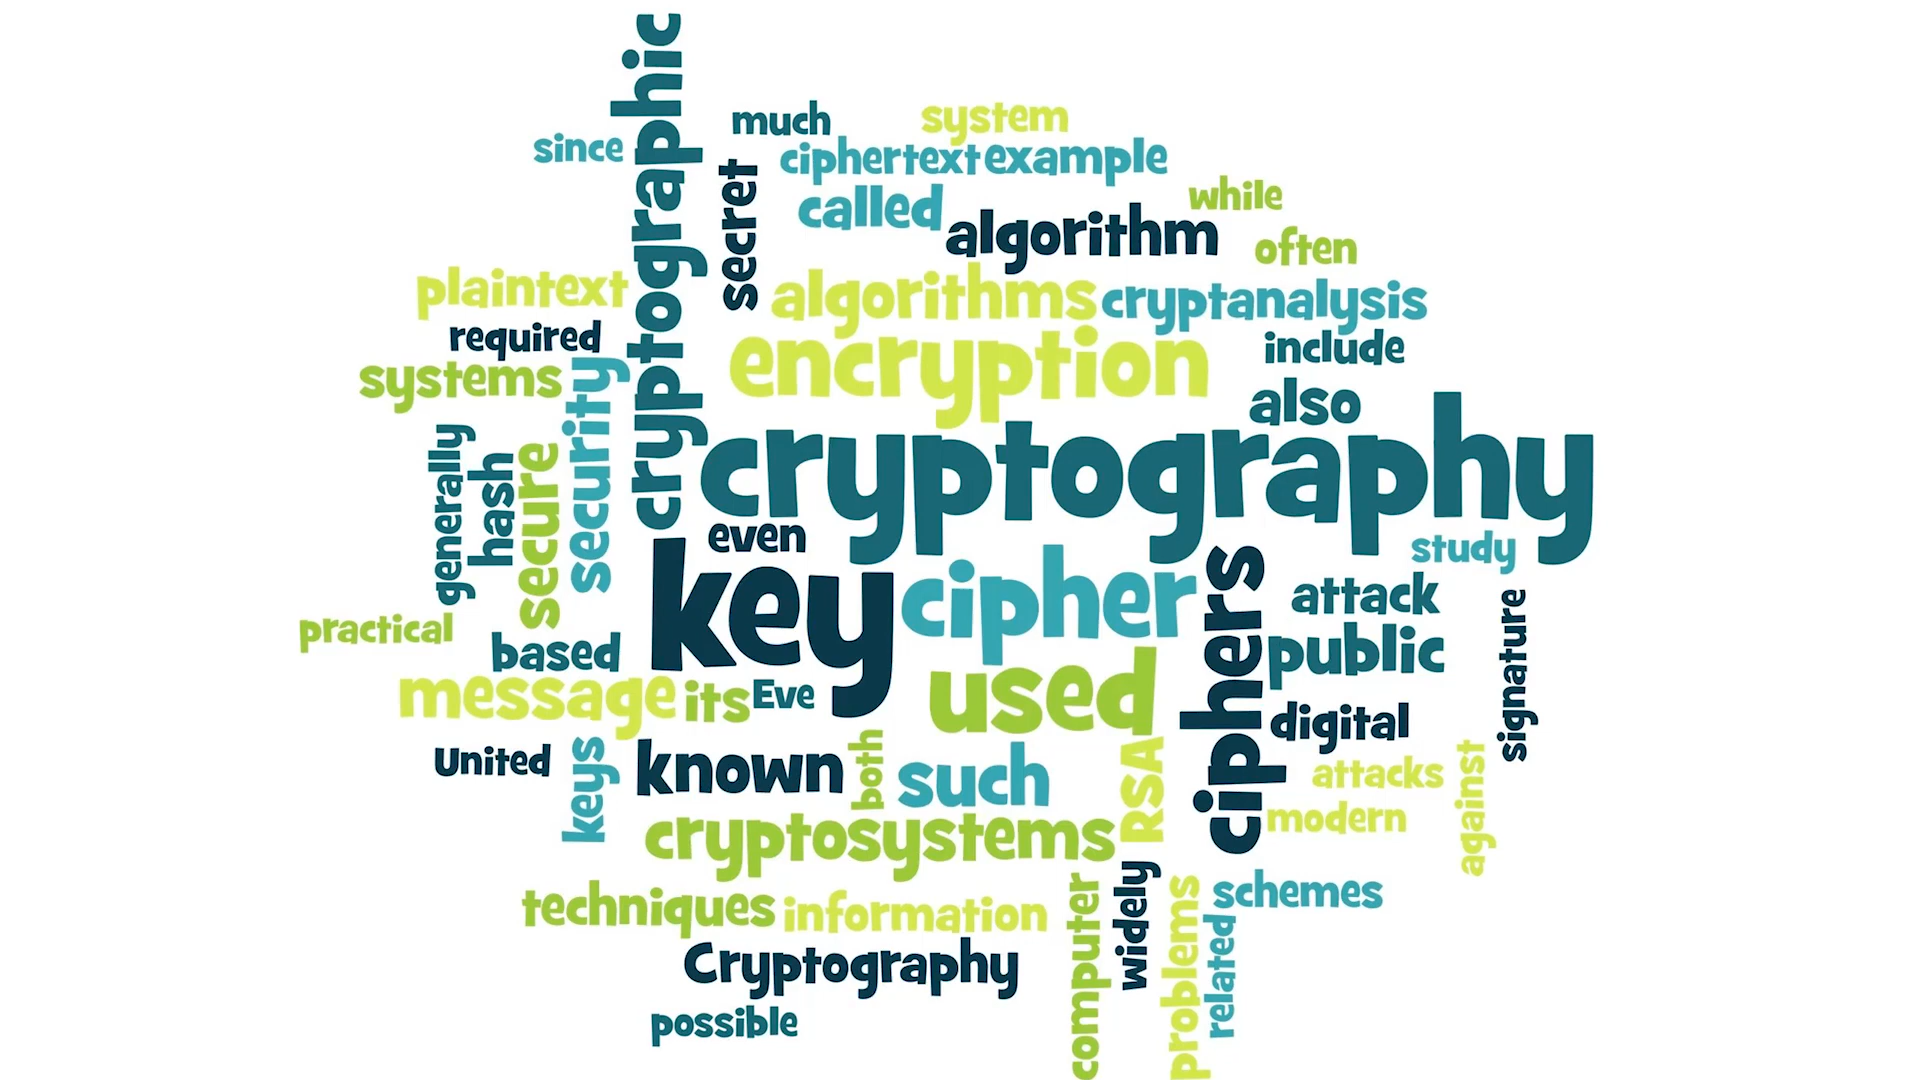 cryptographic
much
system
since
secret
ciphertext
example
called
while
algorithm
often
plaintext
algorithms
cryptanalysis
required
encryption
include
systems
security
also
cryptography
generally
hash
secure
even
study
key
cipher
ciphers
attack
signature
practical
based
public
message
its
Eve
used
digital
United
keys
known
both
such
RSA
attacks
against
modern
cryptosystems
techniques
information
computer
widely
problems
schemes
related
Cryptography
possible